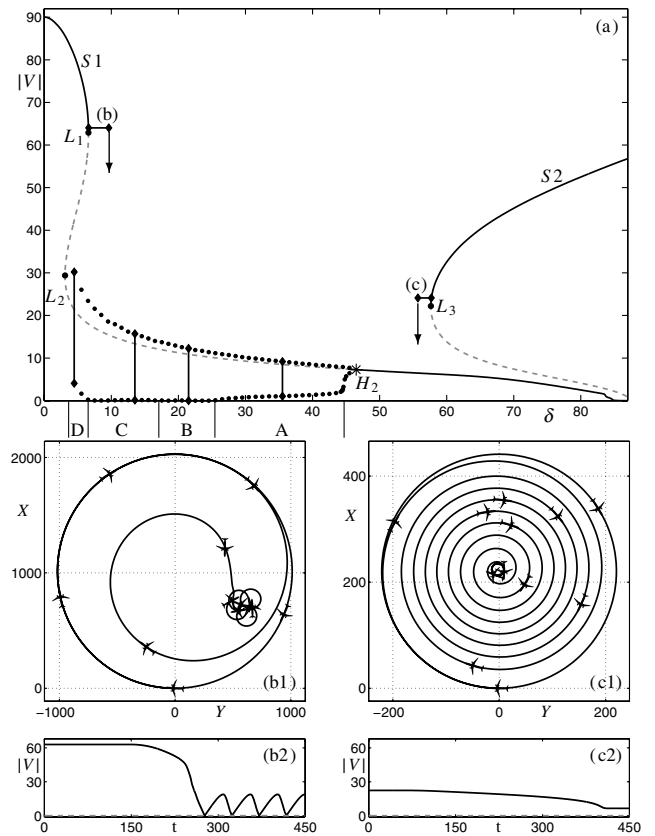 90
(a)
S1
|V|
80
70
(b)
L1
60
S2
50
40
30
(c)
L2
L3
20
10
H2
0
0 10 20 30 40 50 60 70 δ 80
D C B A
2000
X
1000
0
(b1)
−1000 0 Y 1000
400
X
200
0
(c1)
−200 0 Y 200
60
|V|
(b2)
0
0 150 t 300 450
60
|V|
(c2)
0
0 150 t 300 450